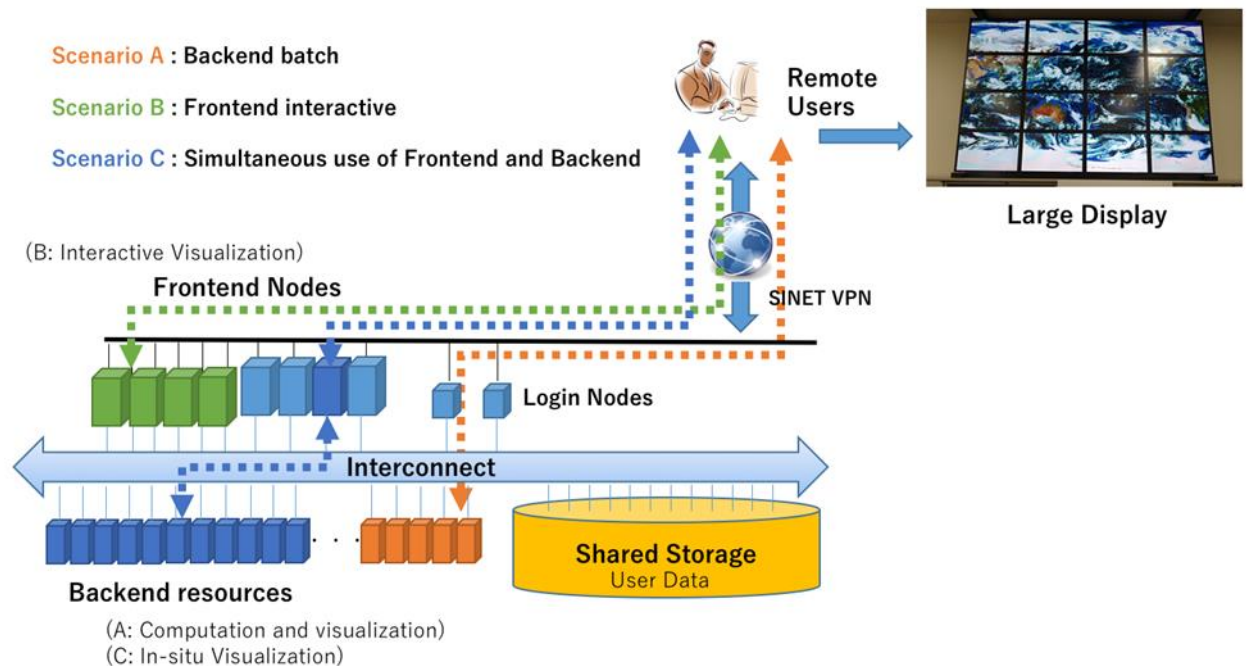 Scenario A : Backend batch
Scenario B : Frontend interactive
Scenario C : Simultaneous use of Frontend and Backend
Remote
Users
Large Display
(B: Interactive Visualization)
Frontend Nodes
SINET VPN
Login Nodes
Interconnect
. . .
Shared Storage
User Data
Backend resources
(A: Computation and visualization)
(C: In-situ Visualization)